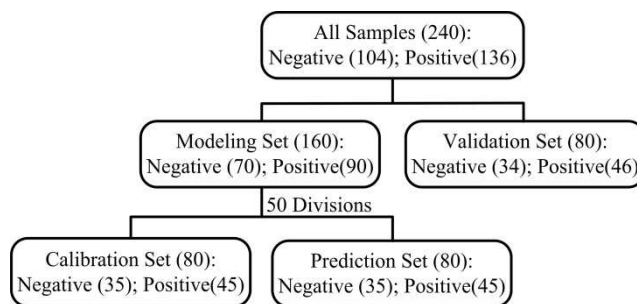 All Samples (240):
Negative (104); Positive(136)
Modeling Set (160):
Negative (70); Positive(90)
Validation Set (80):
Negative (34); Positive(46)
50 Divisions
Calibration Set (80):
Negative (35); Positive(45)
Prediction Set (80):
Negative (35); Positive(45)